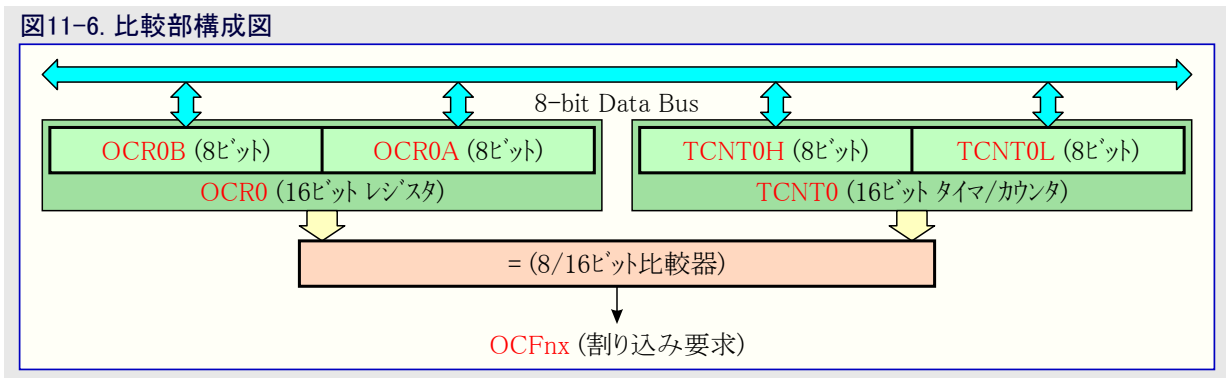 図11-6. 比較部構成図
8-bit Data Bus
OCR0B (8ﾋﾞｯﾄ) OCR0A (8ﾋﾞｯﾄ) TCNT0H (8ﾋﾞｯﾄ) TCNT0L (8ﾋﾞｯﾄ)
OCR0 (16ﾋﾞｯﾄ ﾚｼﾞｽﾀ) TCNT0 (16ﾋﾞｯﾄ ﾀｲﾏ/ｶｳﾝﾀ)
= (8/16ﾋﾞｯﾄ比較器)
OCFnx (割り込み要求)